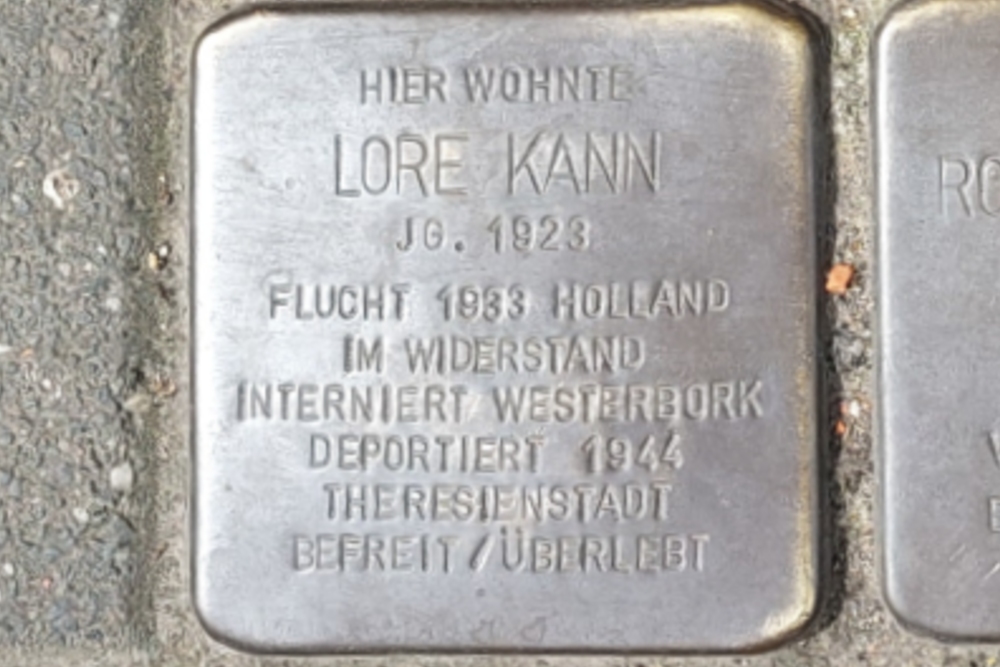 HIER WOHNTE
LORE KANN
JG. 1923
FLUCHT 1933 HOLLAND
IM WIDERSTAND
INTERNIERT WESTERBORK
DEPORTIERT 1944
THERESIENSTADT
BEFREIT/ÜBERLEBT